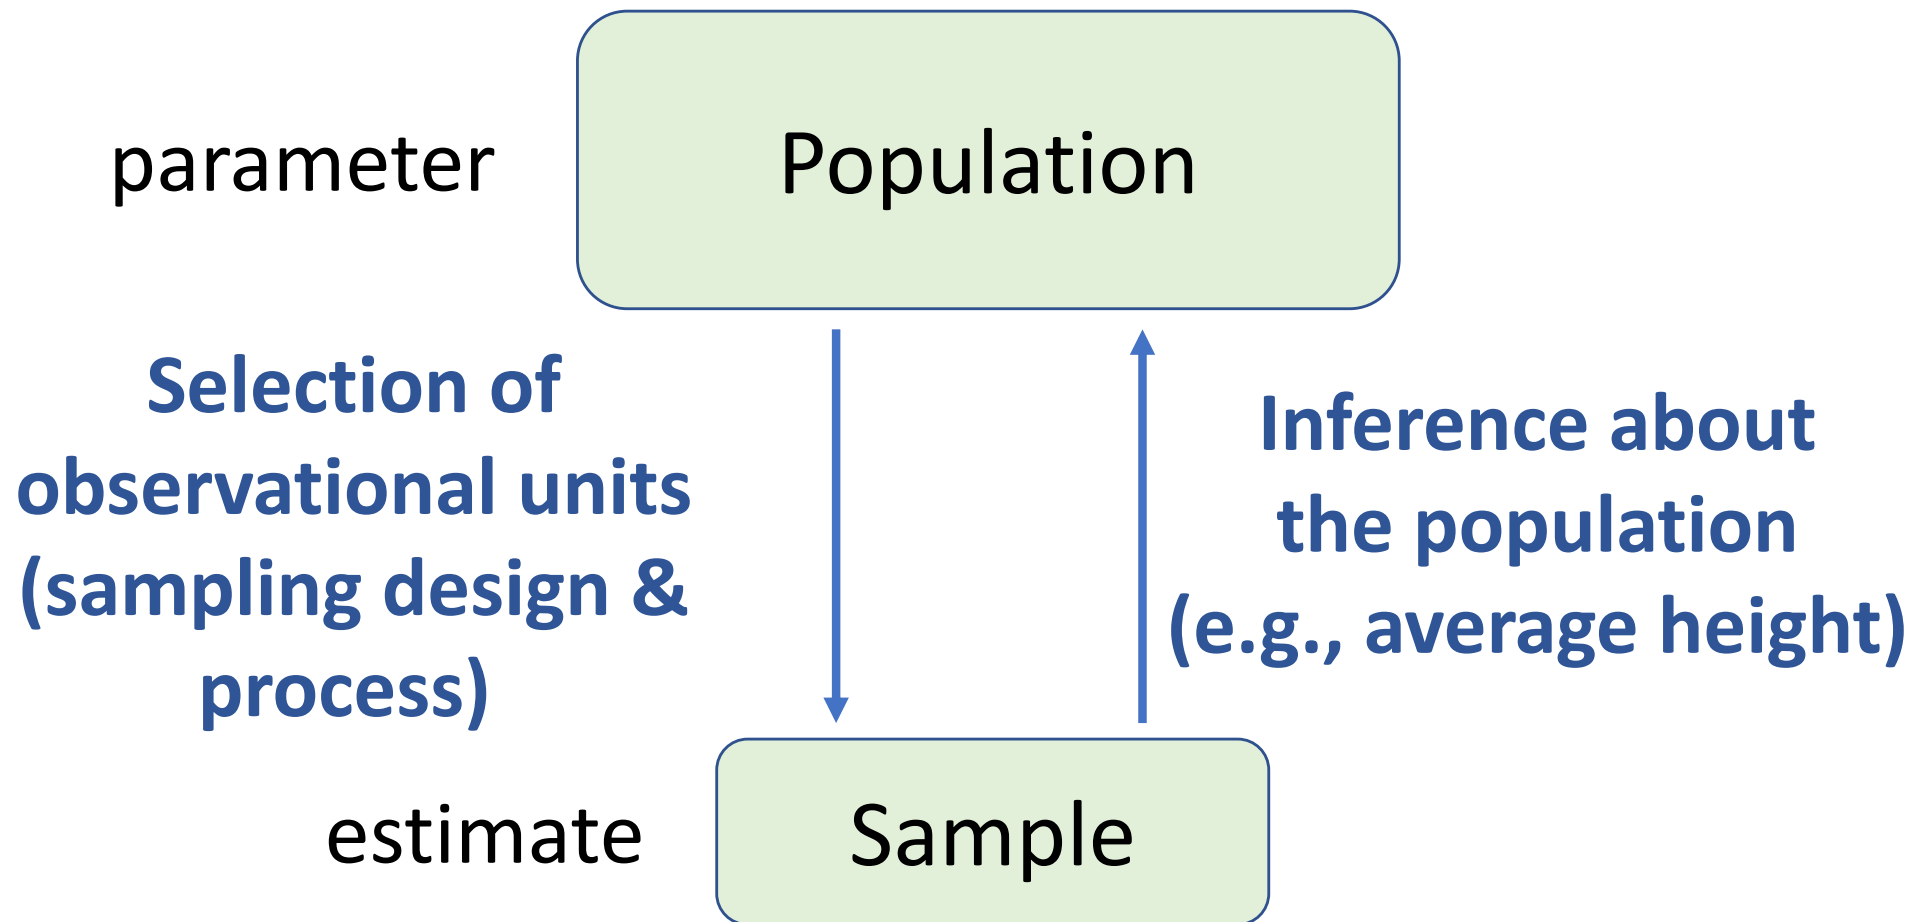 parameter
Population
Selection of
observational units
(sampling design &
process)
Inference about
the population
(e.g., average height)
estimate
Sample